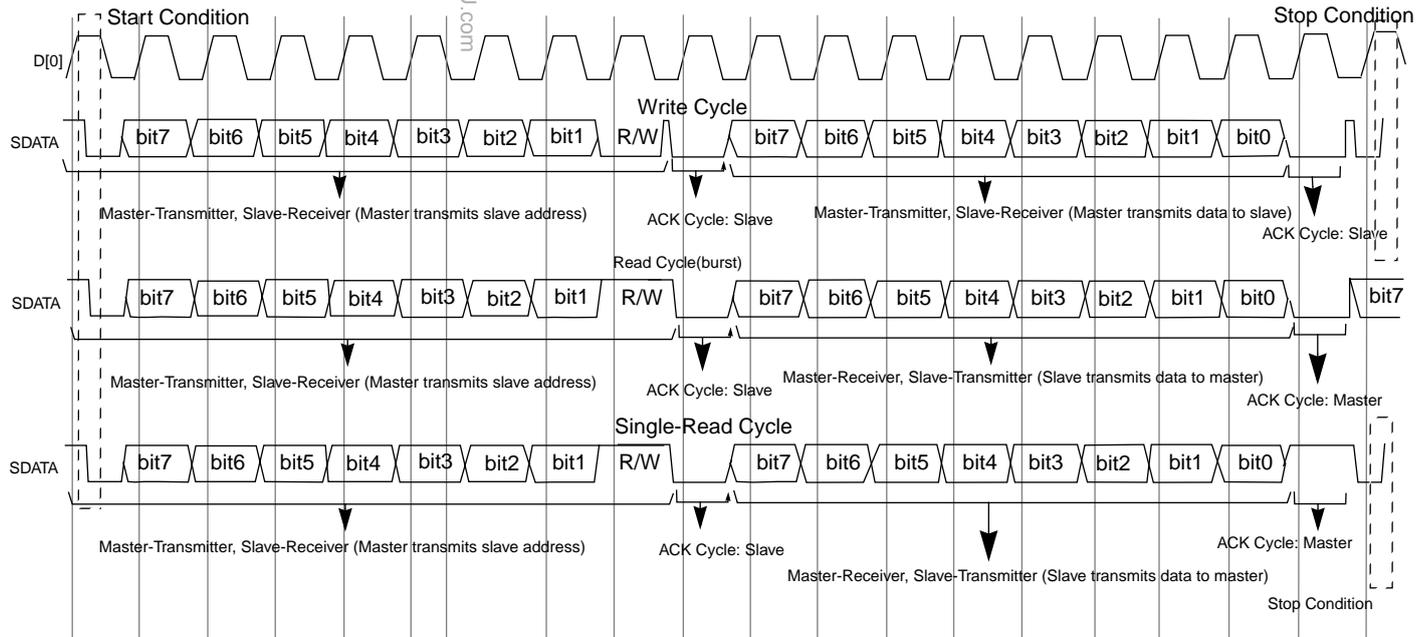 J.com
Start Condition
Stop Condition
D[0]
Write Cycle
SDATA
bit7 bit6 bit5 bit4 bit3 bit2 bit1 R/W bit7 bit6 bit5 bit4 bit3 bit2 bit1 bit0
Master-Transmitter, Slave-Receiver (Master transmits slave address)
ACK Cycle: Slave
Master-Transmitter, Slave-Receiver (Master transmits data to slave)
ACK Cycle: Slave
Read Cycle(burst)
SDATA
bit7 bit6 bit5 bit4 bit3 bit2 bit1 R/W bit7 bit6 bit5 bit4 bit3 bit2 bit1 bit0 bit7
Master-Transmitter, Slave-Receiver (Master transmits slave address)
ACK Cycle: Slave
Master-Receiver, Slave-Transmitter (Slave transmits data to master)
ACK Cycle: Master
Single-Read Cycle
SDATA
bit7 bit6 bit5 bit4 bit3 bit2 bit1 R/W bit7 bit6 bit5 bit4 bit3 bit2 bit1 bit0
Master-Transmitter, Slave-Receiver (Master transmits slave address)
ACK Cycle: Slave
Master-Receiver, Slave-Transmitter (Slave transmits data to master)
ACK Cycle: Master
Stop Condition